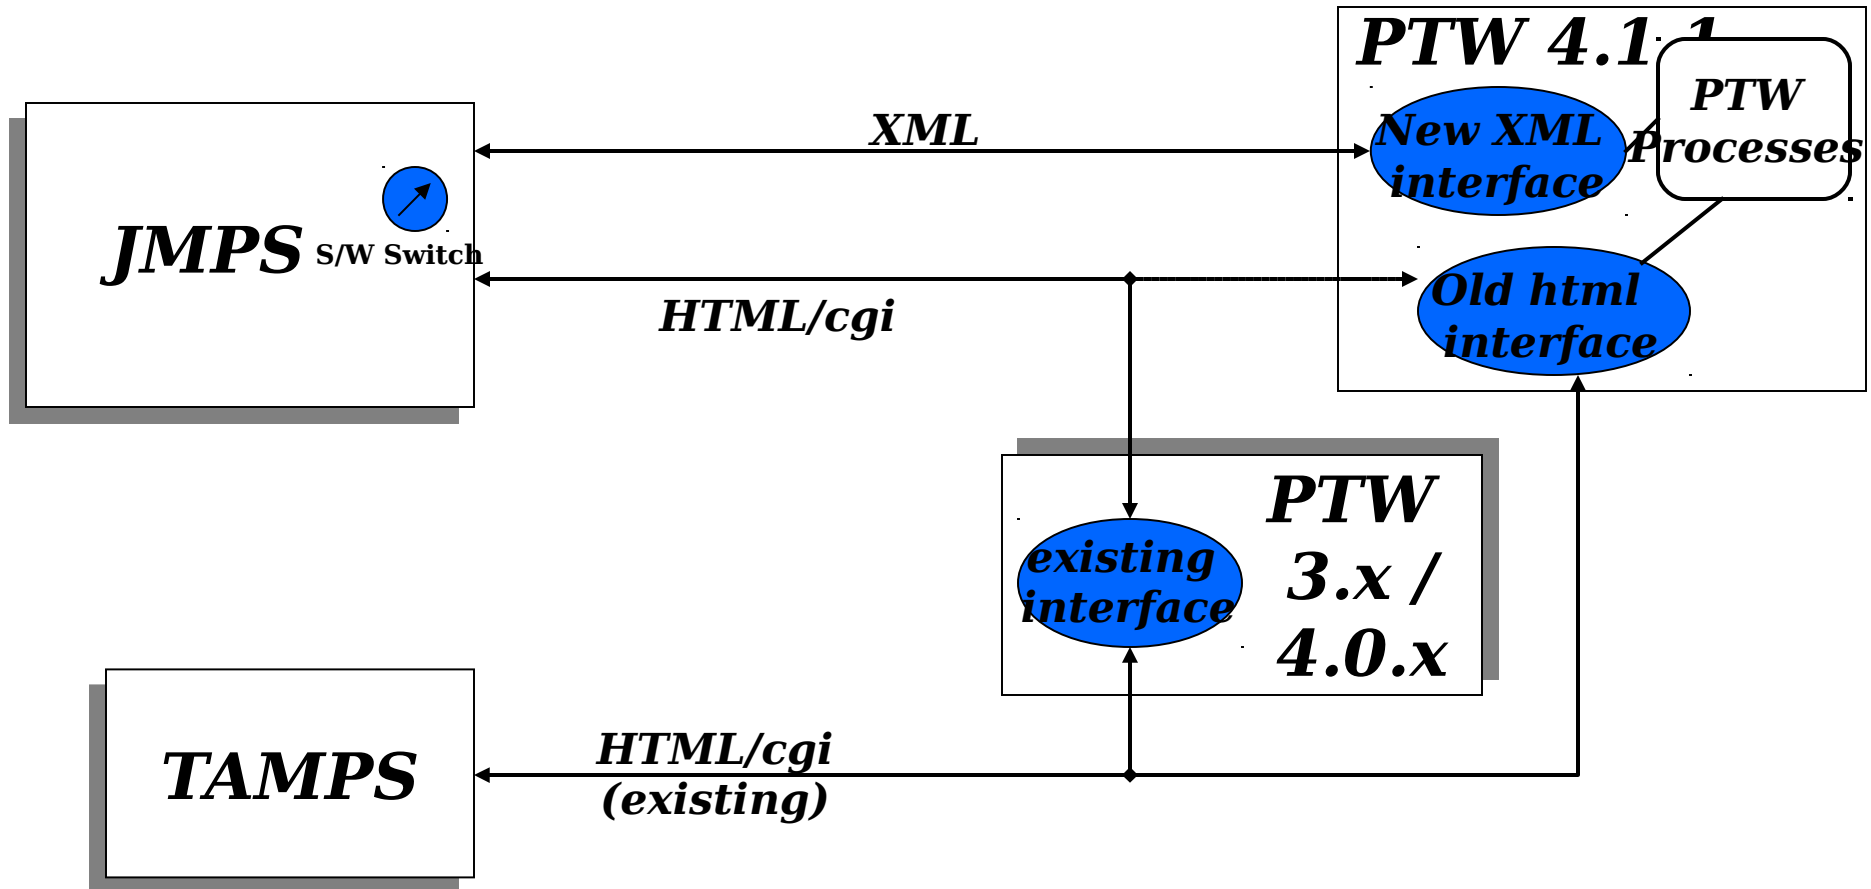 PTW 4.1.1
PTW
Processes
XML
New XML
interface
JMPS
S/W Switch
HTML/cgi
Old html
interface
PTW
3.x /
4.0.x
existing
interface
TAMPS
HTML/cgi
(existing)